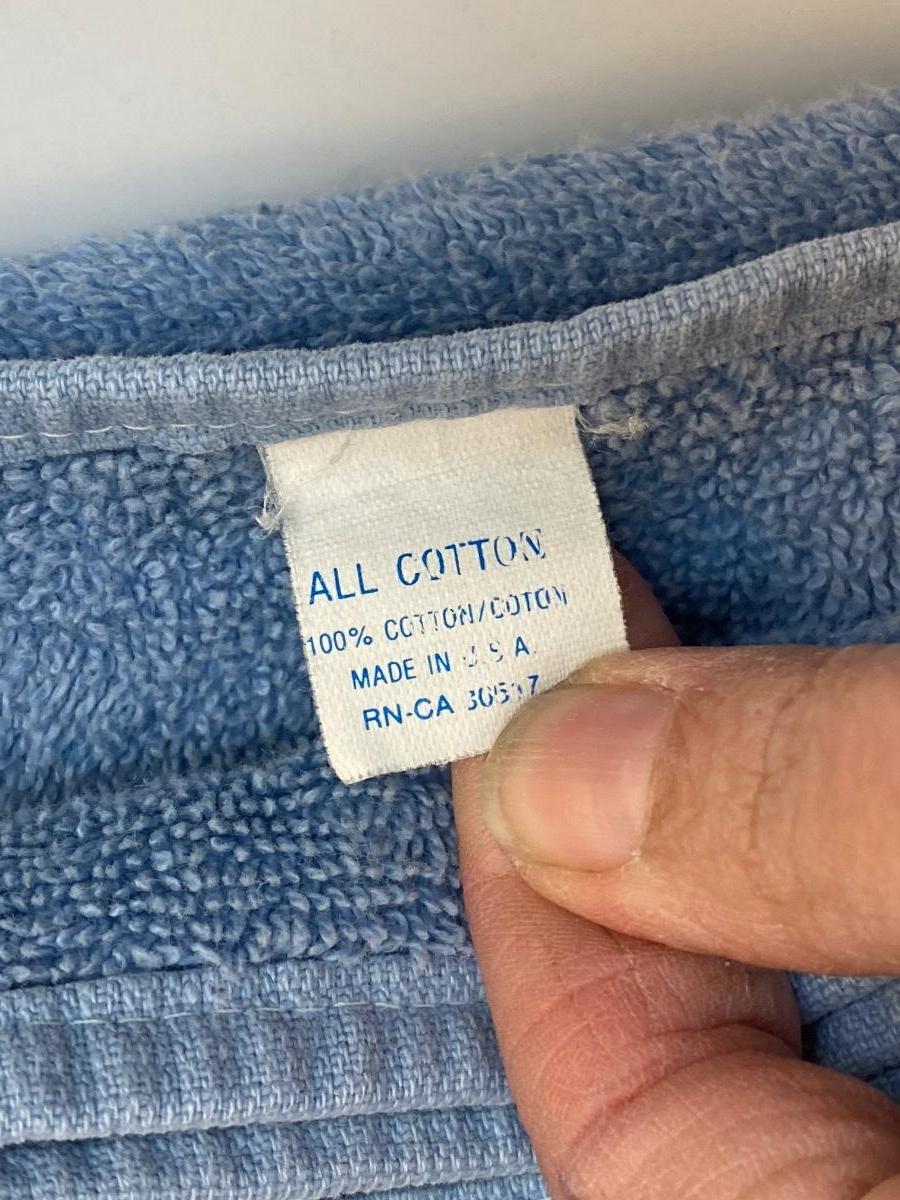 ALL COTTON
100% COTTON/COTON
MADE IN U.S.A.
RN-CA